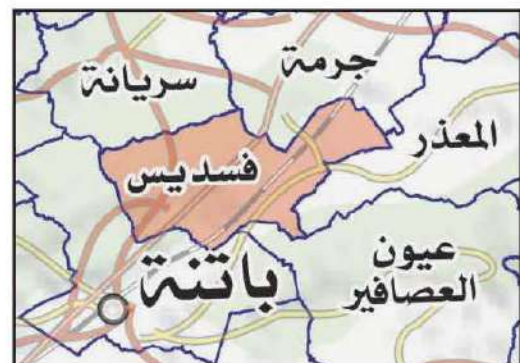 جرمة
سريانة
المعذر
فسديس
عيون
العصافير
باتنة